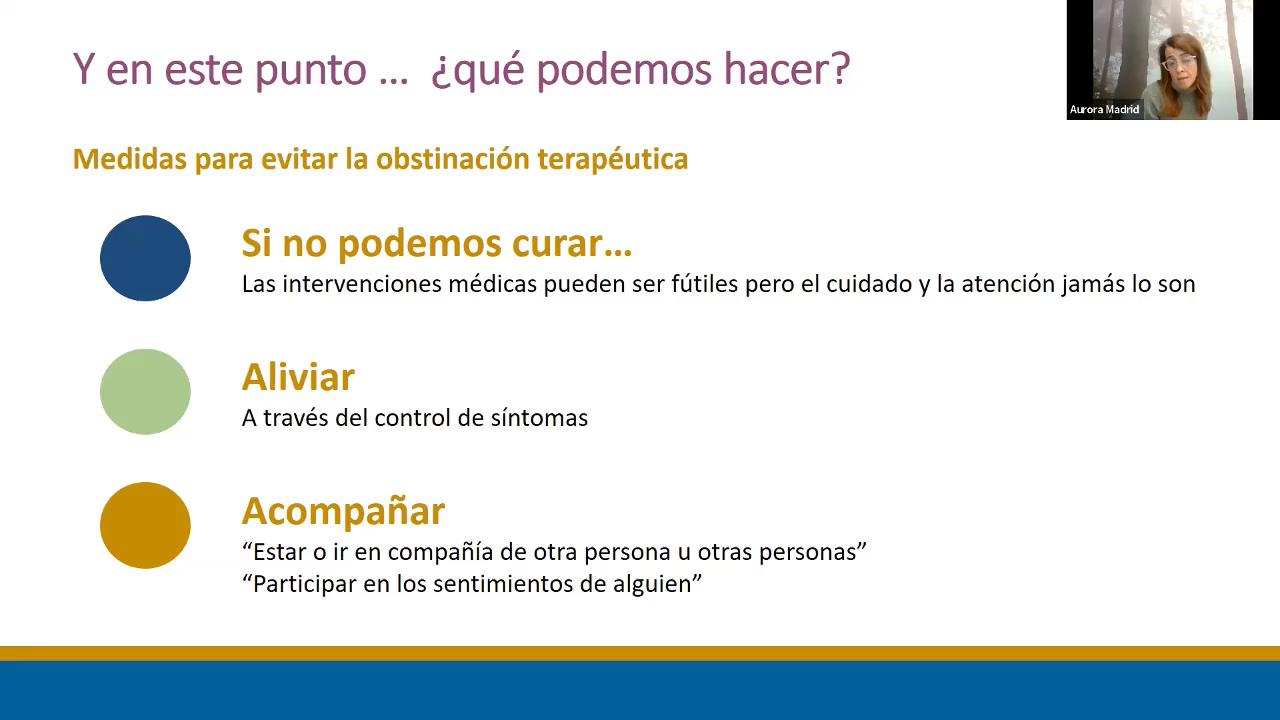 Y en este punto … ¿qué podemos hacer?
Aurora Madrid
Medidas para evitar la obstinación terapéutica
Si no podemos curar…
Las intervenciones médicas pueden ser fútiles pero el cuidado y la atención jamás lo son
Aliviar
A través del control de síntomas
Acompañar
“Estar o ir en compañía de otra persona u otras personas”
“Participar en los sentimientos de alguien”